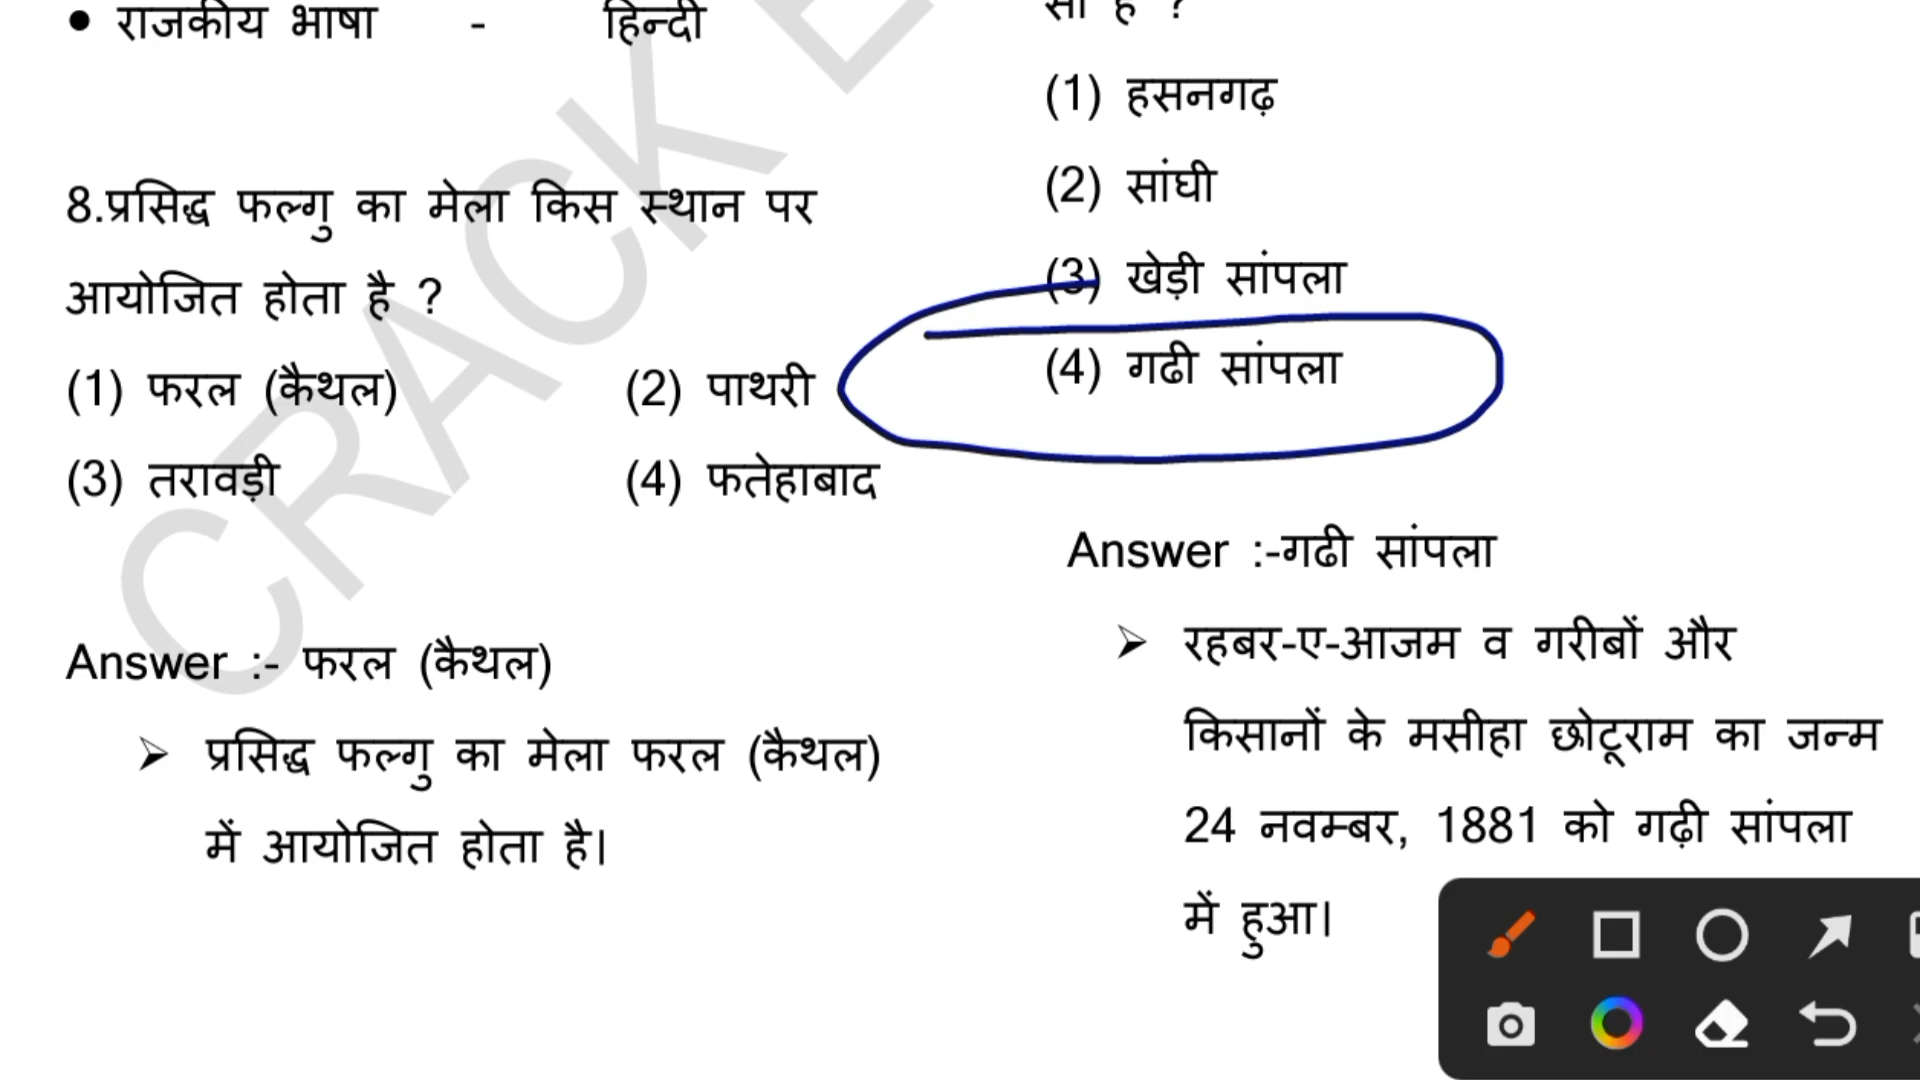 • राजकीय भाषा - हिन्दी
8.प्रसिद्ध फल्गु का मेला किस स्थान पर
आयोजित होता है ?
(1) फरल (कैथल) (2) पाथरी
(3) तरावड़ी (4) फतेहाबाद
Answer :- फरल (कैथल)
➢ प्रसिद्ध फल्गु का मेला फरल (कैथल)
में आयोजित होता है।
सा है ?
(1) हसनगढ़
(2) सांघी
(3) खेड़ी सांपला
(4) गढी सांपला
Answer :-गढी सांपला
➢ रहबर-ए-आजम व गरीबों और
किसानों के मसीहा छोटूराम का जन्म
24 नवम्बर, 1881 को गढ़ी सांपला
में हुआ।
CRACK